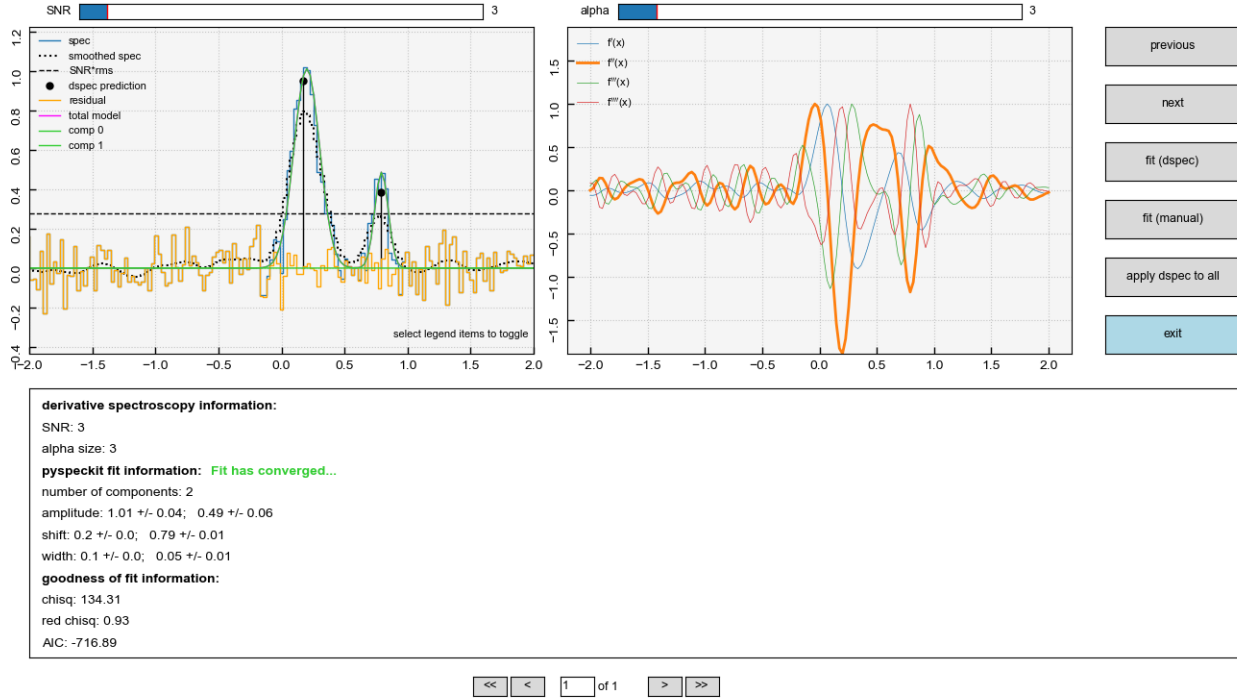 SNR 3
alpha 3
spec
smoothed spec
SNR*rms
dspec prediction
residual
total model
comp 0
comp 1
1.2
1.0
0.8
0.6
0.4
0.2
0.0
−0.2
−0.4
select legend items to toggle
−2.0 −1.5 −1.0 −0.5 0.0 0.5 1.0 1.5 2.0
f'(x)
f''(x)
f'''(x)
f''''(x)
1.5
1.0
0.5
0.0
−0.5
−1.0
−1.5
−2.0 −1.5 −1.0 −0.5 0.0 0.5 1.0 1.5 2.0
previous
next
fit (dspec)
fit (manual)
apply dspec to all
exit
derivative spectroscopy information:
SNR: 3
alpha size: 3
pyspeckit fit information: Fit has converged...
number of components: 2
amplitude: 1.01 +/- 0.04; 0.49 +/- 0.06
shift: 0.2 +/- 0.0; 0.79 +/- 0.01
width: 0.1 +/- 0.0; 0.05 +/- 0.01
goodness of fit information:
chisq: 134.31
red chisq: 0.93
AIC: -716.89
<< < 1 of 1 > >>